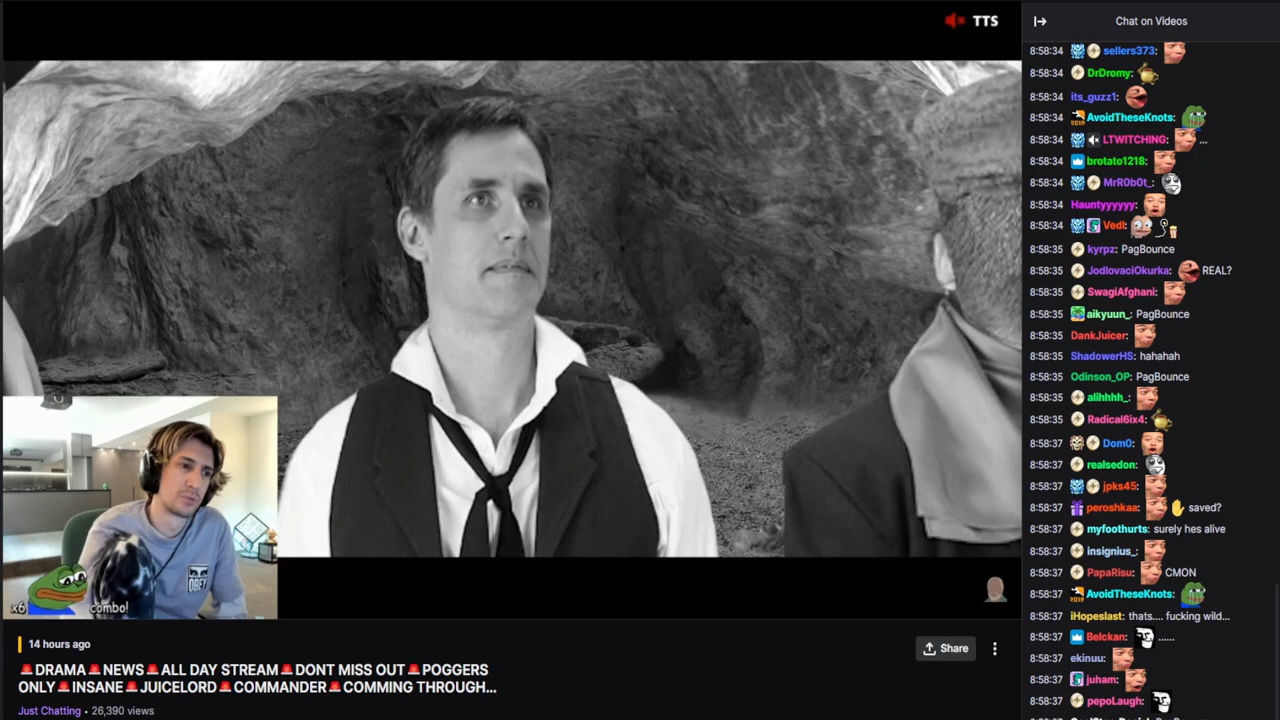 TTS
Chat on Videos
8:58:34 sellers373:
8:58:34 DrDromy:
8:58:34 its_guzz1:
8:58:34 AvoidTheseKnots:
8:58:34 LTWITCHING: ...
8:58:34 brotato1218:
8:58:34 MrR0b0t_:
8:58:34 Hauntyyyyyy:
8:58:34 Vedl:
8:58:35 kyrpz: PagBounce
8:58:35 JodlovaciOkurka: REAL?
8:58:35 SwagiAfghani:
8:58:35 aikyuun_: PagBounce
8:58:35 DankJuicer:
8:58:35 ShadowerHS: hahahah
8:58:35 Odinson_OP: PagBounce
8:58:35 alihhhh_:
8:58:35 Radical6ix4:
8:58:37 Dom0:
8:58:37 realsedon:
8:58:37 jpks45:
8:58:37 peroshkaa: saved?
8:58:37 myfoothurts: surely hes alive
8:58:37 insignius_:
8:58:37 PapaRisu: CMON
8:58:37 AvoidTheseKnots:
8:58:37 iHopeslast: thats.... fucking wild...
8:58:37 Belckan: ......
8:58:37 ekinuu:
8:58:37 juham:
8:58:37 pepoLaugh:
OBEY
x6 combo!
14 hours ago
Share
DRAMA NEWS ALL DAY STREAM DONT MISS OUT POGGERS
ONLY INSANE JUICELORD COMMANDER COMMING THROUGH...
Just Chatting • 26,390 views